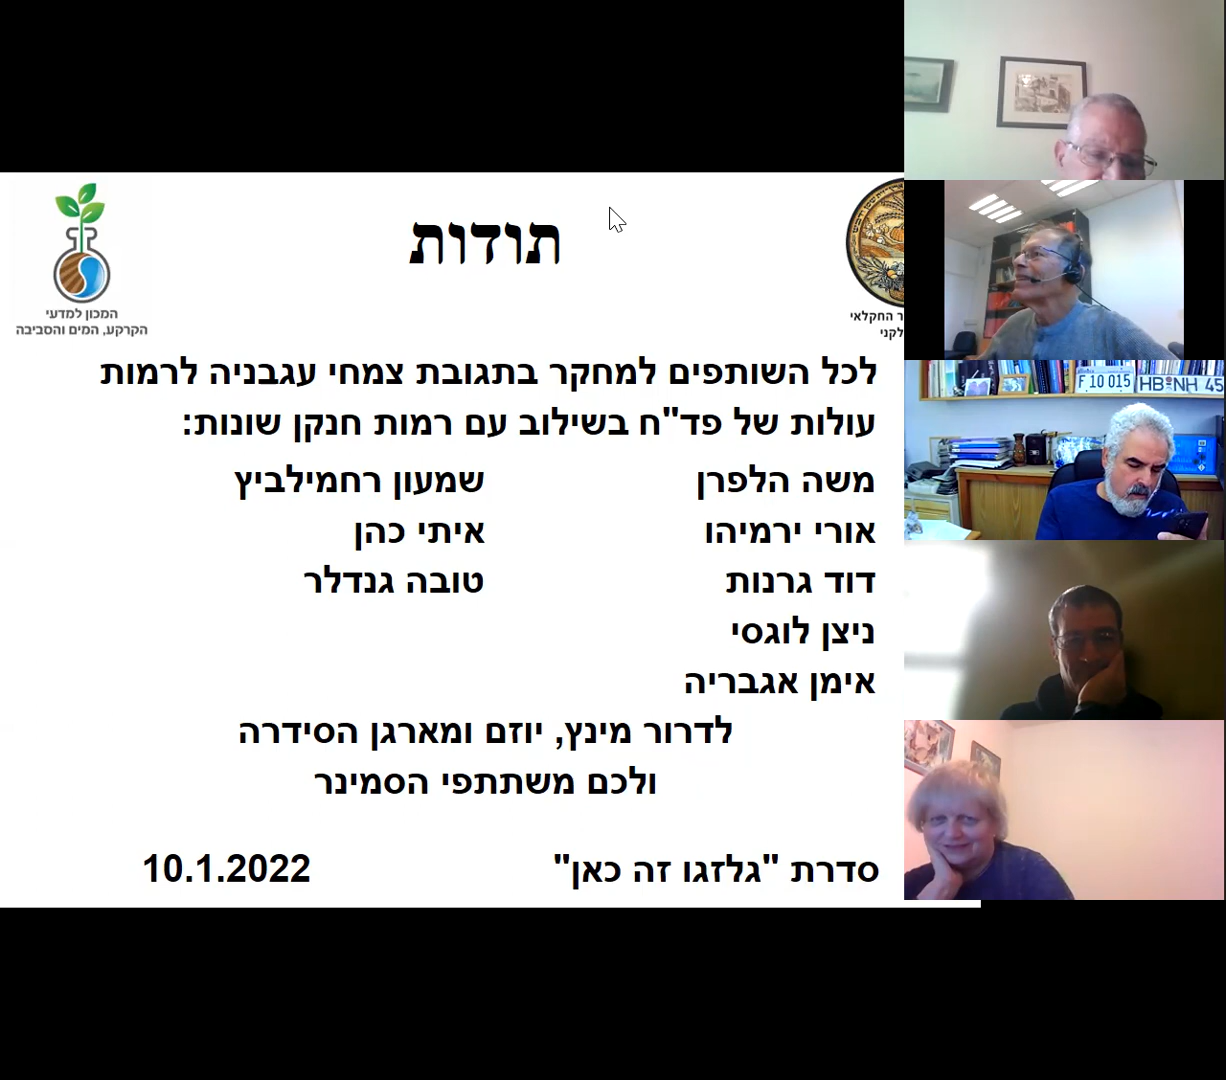 תודות
המכון למדעי
הקרקע, המים והסביבה
ר החקלאי
לקני
לכל השותפים למחקר בתגובת צמחי עגבניה לרמות
עולות של פד"ח בשילוב עם רמות חנקן שונות:
משה הלפרן שמעון רחמילביץ
אורי ירמיהו איתי כהן
דוד גרנות טובה גנדלר
ניצן לוגסי
אימן אגבריה
לדרור מינץ, יוזם ומארגן הסידרה
ולכם משתתפי הסמינר
סדרת "גלזגו זה כאן" 10.1.2022
F 10 015
HB NH 45